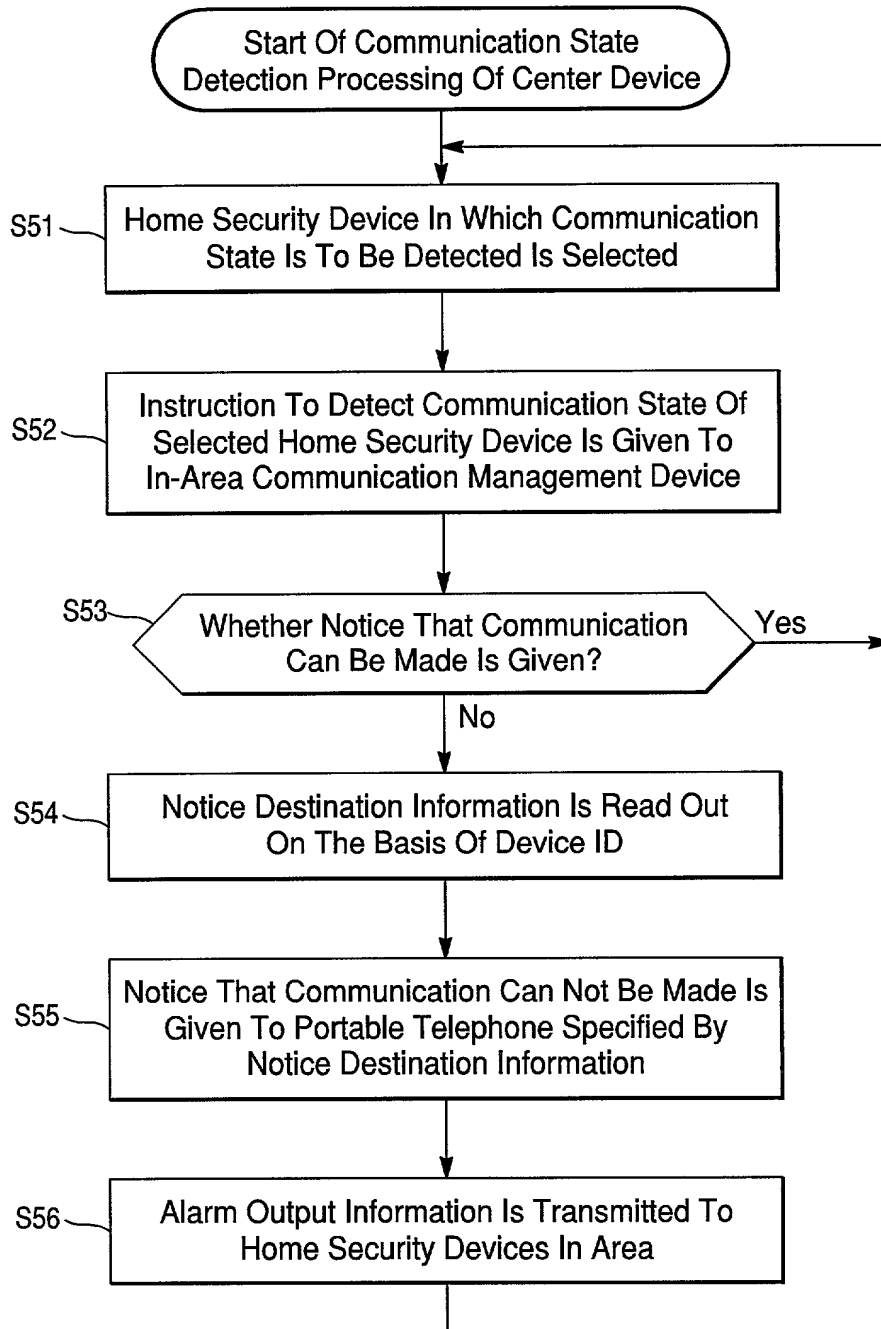 Start Of Communication State
Detection Processing Of Center Device
S51
Home Security Device In Which Communication
State Is To Be Detected Is Selected
S52
Instruction To Detect Communication State Of
Selected Home Security Device Is Given To
In-Area Communication Management Device
S53
Whether Notice That Communication
Can Be Made Is Given?
Yes
No
S54
Notice Destination Information Is Read Out
On The Basis Of Device ID
S55
Notice That Communication Can Not Be Made Is
Given To Portable Telephone Specified By
Notice Destination Information
S56
Alarm Output Information Is Transmitted To
Home Security Devices In Area